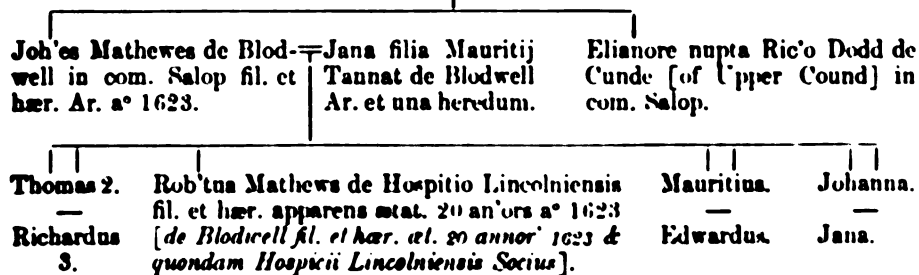 Joh'es Mathewes de Blod-
well in com. Salop fil. et
hær. Ar. aº 1623.
Jana filia Mauritij
Tannat de Blodwell
Ar. et una heredum.
Elianore nupta Ric'o Dodd de
Cunde [of Upper Cound] in
com. Salop.
Thomas 2.
—
Richardus
3.
Rob'tus Mathews de Hospitio Lincolniensis
fil. et hær. apparens ætat. 20 an'ors aº 1623
[de Blodwell fil. et hær. æt. 20 annor' 1623 &
quondam Hospicii Lincolniensis Socius].
Mauritius.
—
Edwardus.
Johanna.
—
Jana.